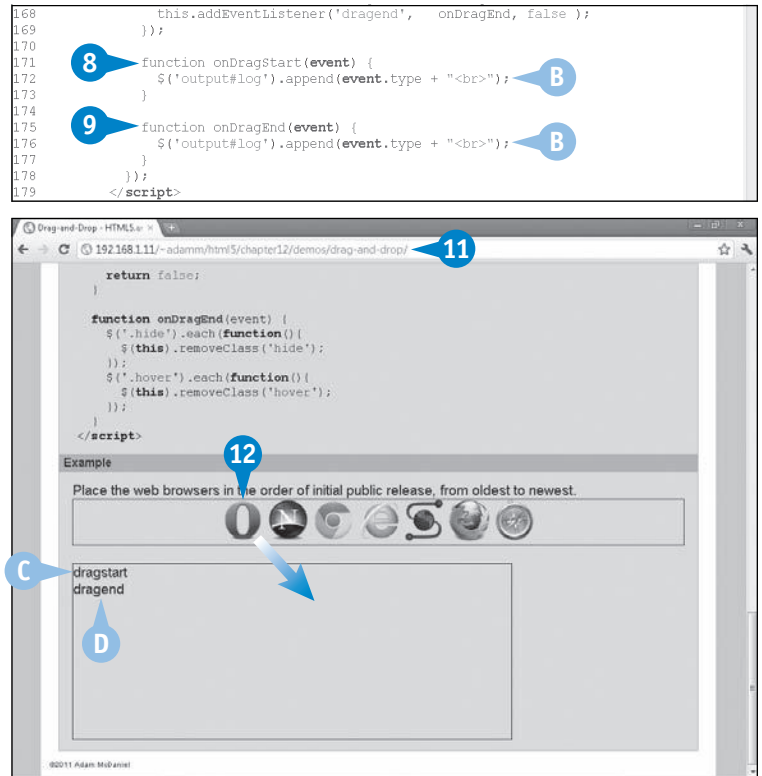 168 this.addEventListener('dragend', onDragEnd, false );
169 });
170
171 function onDragStart(event) {
172 $('output#log').append(event.type + "<br>");
173 }
174
175 function onDragEnd(event) {
176 $('output#log').append(event.type + "<br>");
177 }
178 });
179 </script>
8
B
9
B
Drag-and-Drop - HTML5.ar
192.168.1.11/~adamm/html5/chapter12/demos/drag-and-drop/
11
return false;
}
function onDragEnd(event) {
$('.hide').each(function(){
$(this).removeClass('hide');
});
$('.hover').each(function(){
$(this).removeClass('hover');
});
}
</script>
Example
12
Place the web browsers in the order of initial public release, from oldest to newest.
C
dragstart
dragend
D
©2011 Adam McDaniel